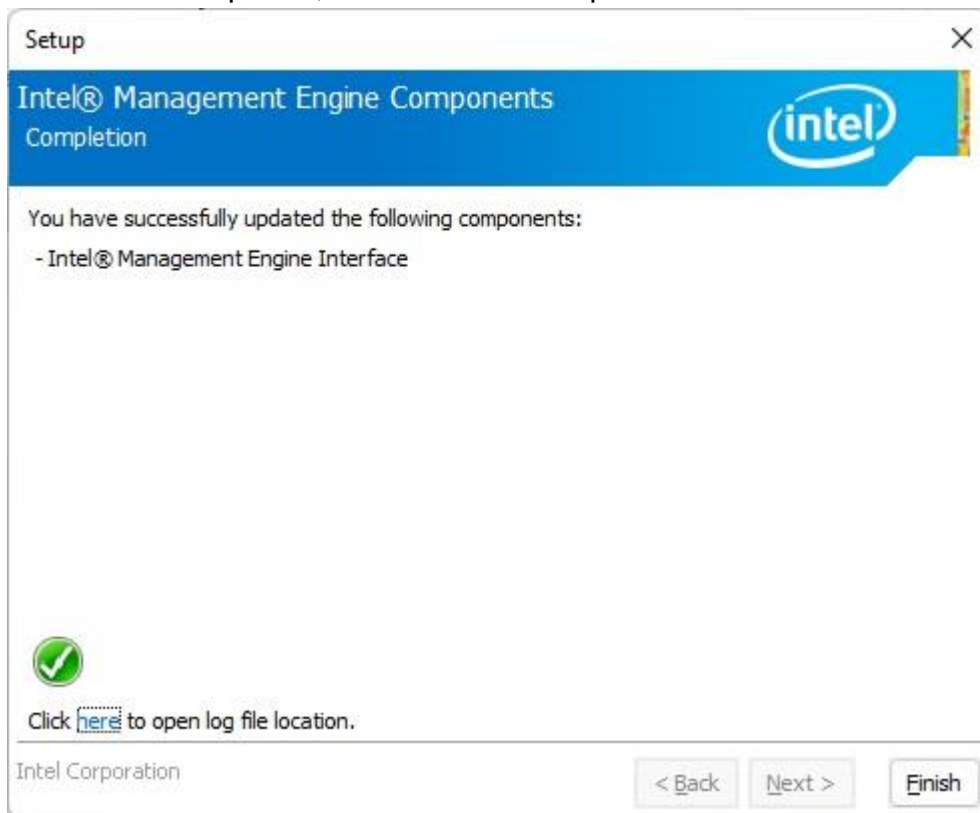 Setup
Intel® Management Engine Components
Completion
intel
You have successfully updated the following components:
- Intel® Management Engine Interface
Click here to open log file location.
Intel Corporation
< Back
Next >
Finish